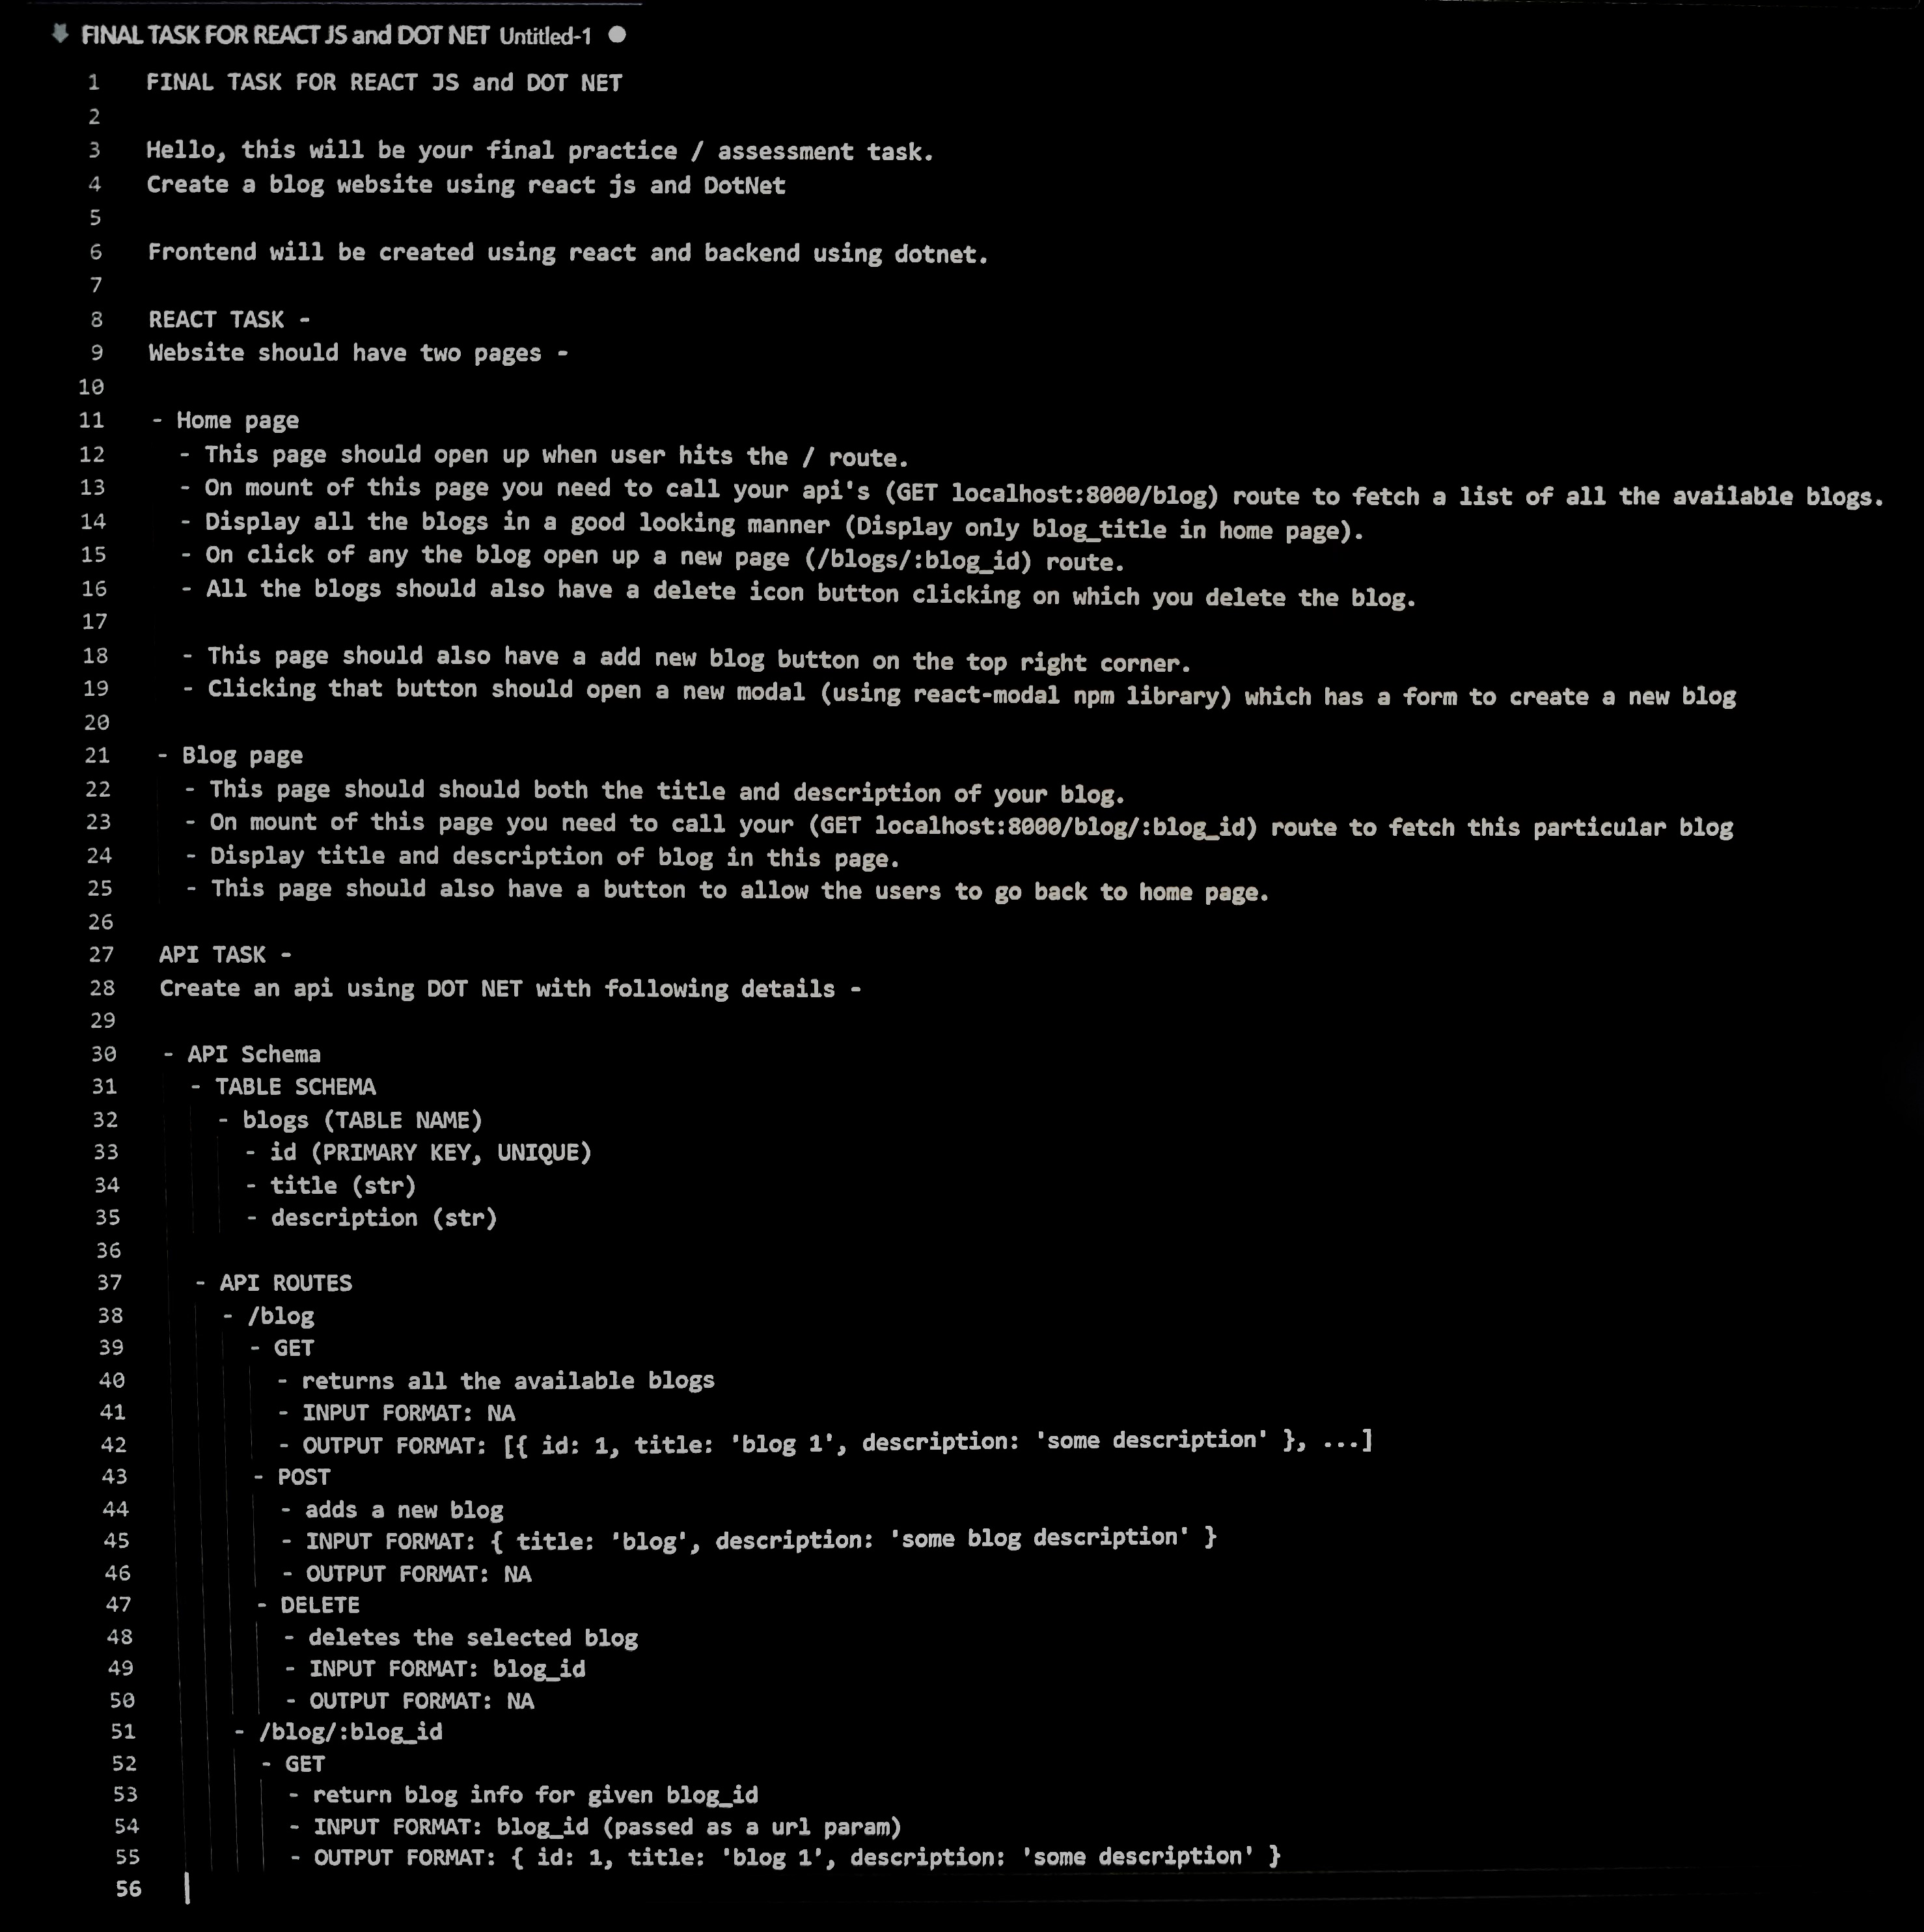 FINAL TASK FOR REACT JS and DOT NET Untitled-1
1 FINAL TASK FOR REACT JS and DOT NET
2
3 Hello, this will be your final practice / assessment task.
4 Create a blog website using react js and DotNet
5
6 Frontend will be created using react and backend using dotnet.
7
8 REACT TASK -
9 Website should have two pages -
10
11 - Home page
12 - This page should open up when user hits the / route.
13 - On mount of this page you need to call your api's (GET localhost:8000/blog) route to fetch a list of all the available blogs.
14 - Display all the blogs in a good looking manner (Display only blog_title in home page).
15 - On click of any the blog open up a new page (/blogs/:blog_id) route.
16 - All the blogs should also have a delete icon button clicking on which you delete the blog.
17
18 - This page should also have a add new blog button on the top right corner.
19 - Clicking that button should open a new modal (using react-modal npm library) which has a form to create a new blog
20
21 - Blog page
22 - This page should should both the title and description of your blog.
23 - On mount of this page you need to call your (GET localhost:8000/blog/:blog_id) route to fetch this particular blog
24 - Display title and description of blog in this page.
25 - This page should also have a button to allow the users to go back to home page.
26
27 API TASK -
28 Create an api using DOT NET with following details -
29
30 - API Schema
31 - TABLE SCHEMA
32 - blogs (TABLE NAME)
33 - id (PRIMARY KEY, UNIQUE)
34 - title (str)
35 - description (str)
36
37 - API ROUTES
38 - /blog
39 - GET
40 - returns all the available blogs
41 - INPUT FORMAT: NA
42 - OUTPUT FORMAT: [{ id: 1, title: 'blog 1', description: 'some description' }, ...]
43 - POST
44 - adds a new blog
45 - INPUT FORMAT: { title: 'blog', description: 'some blog description' }
46 - OUTPUT FORMAT: NA
47 - DELETE
48 - deletes the selected blog
49 - INPUT FORMAT: blog_id
50 - OUTPUT FORMAT: NA
51 - /blog/:blog_id
52 - GET
53 - return blog info for given blog_id
54 - INPUT FORMAT: blog_id (passed as a url param)
55 - OUTPUT FORMAT: { id: 1, title: 'blog 1', description: 'some description' }
56